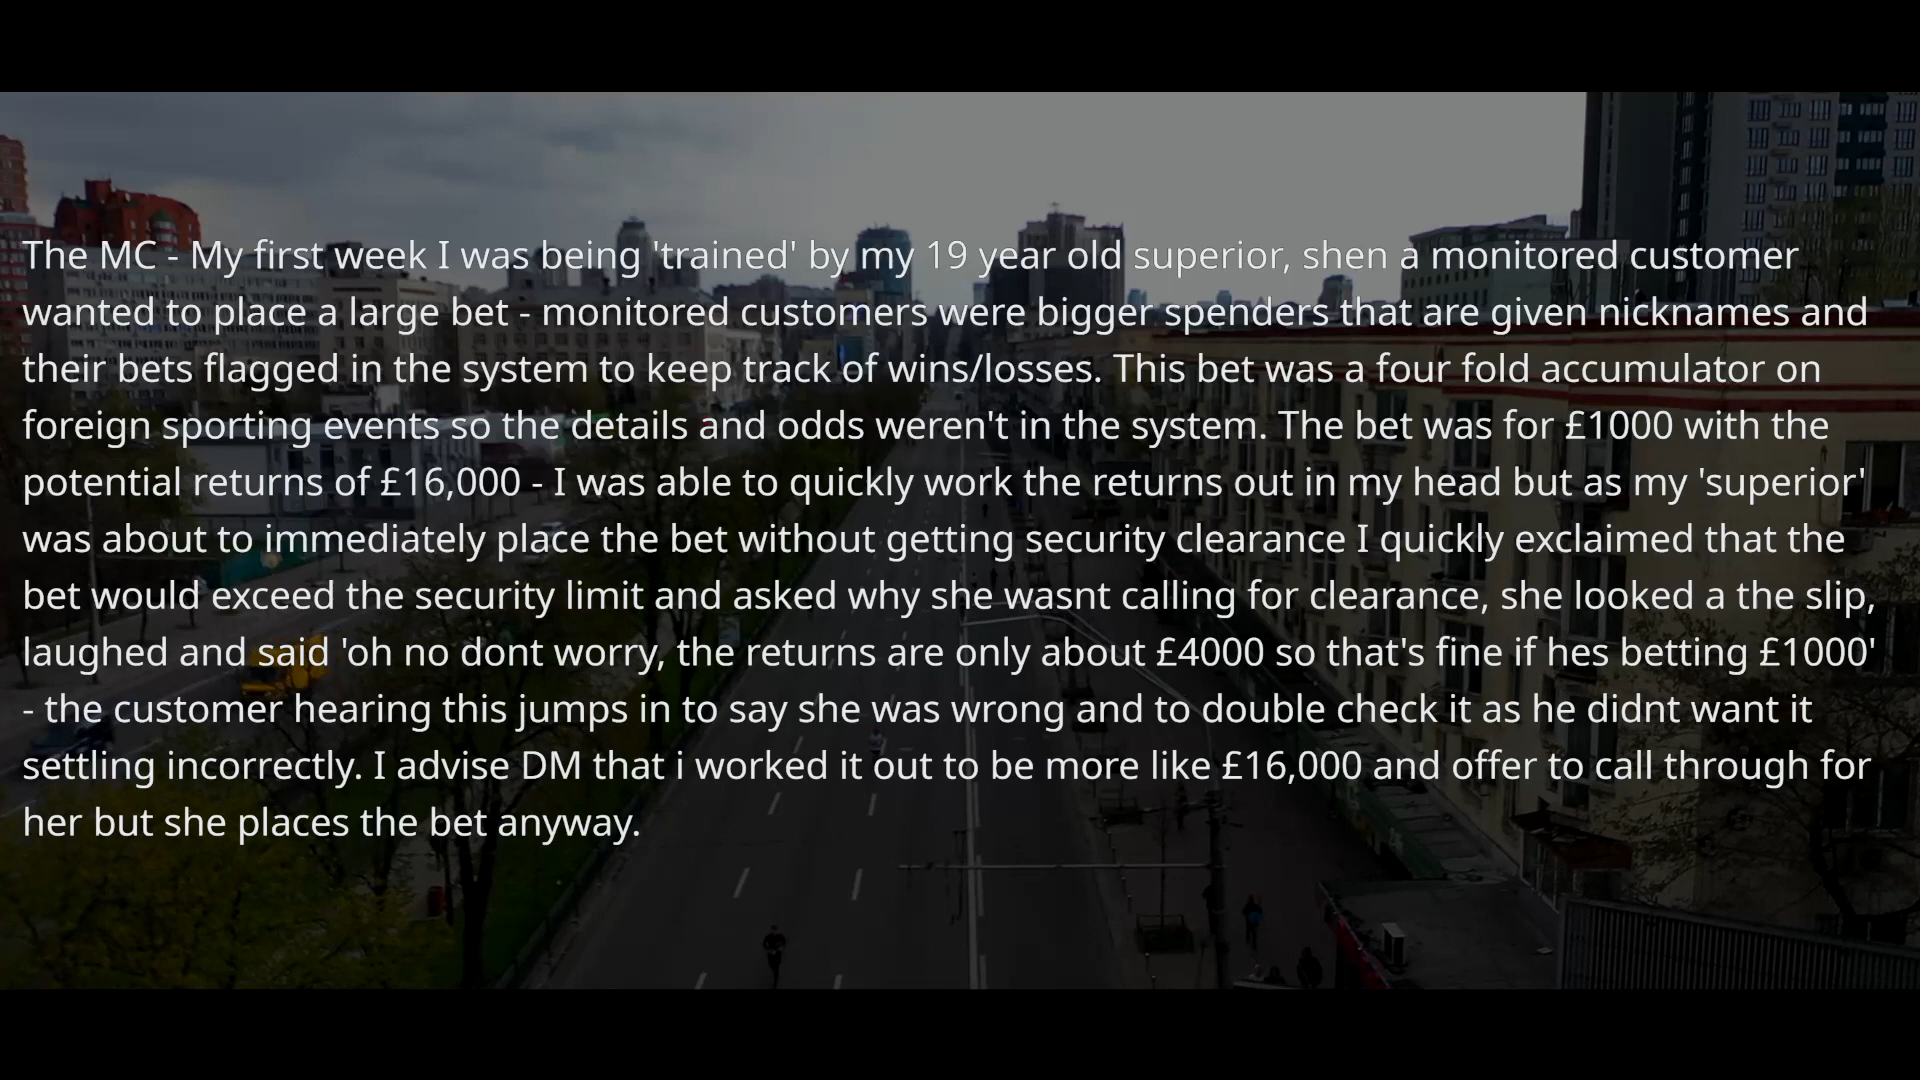 The MC - My first week I was being 'trained' by my 19 year old superior, shen a monitored customer
wanted to place a large bet - monitored customers were bigger spenders that are given nicknames and
their bets flagged in the system to keep track of wins/losses. This bet was a four fold accumulator on
foreign sporting events so the details and odds weren't in the system. The bet was for £1000 with the
potential returns of £16,000 - I was able to quickly work the returns out in my head but as my 'superior'
was about to immediately place the bet without getting security clearance I quickly exclaimed that the
bet would exceed the security limit and asked why she wasnt calling for clearance, she looked a the slip,
laughed and said 'oh no dont worry, the returns are only about £4000 so that's fine if hes betting £1000'
- the customer hearing this jumps in to say she was wrong and to double check it as he didnt want it
settling incorrectly. I advise DM that i worked it out to be more like £16,000 and offer to call through for
her but she places the bet anyway.